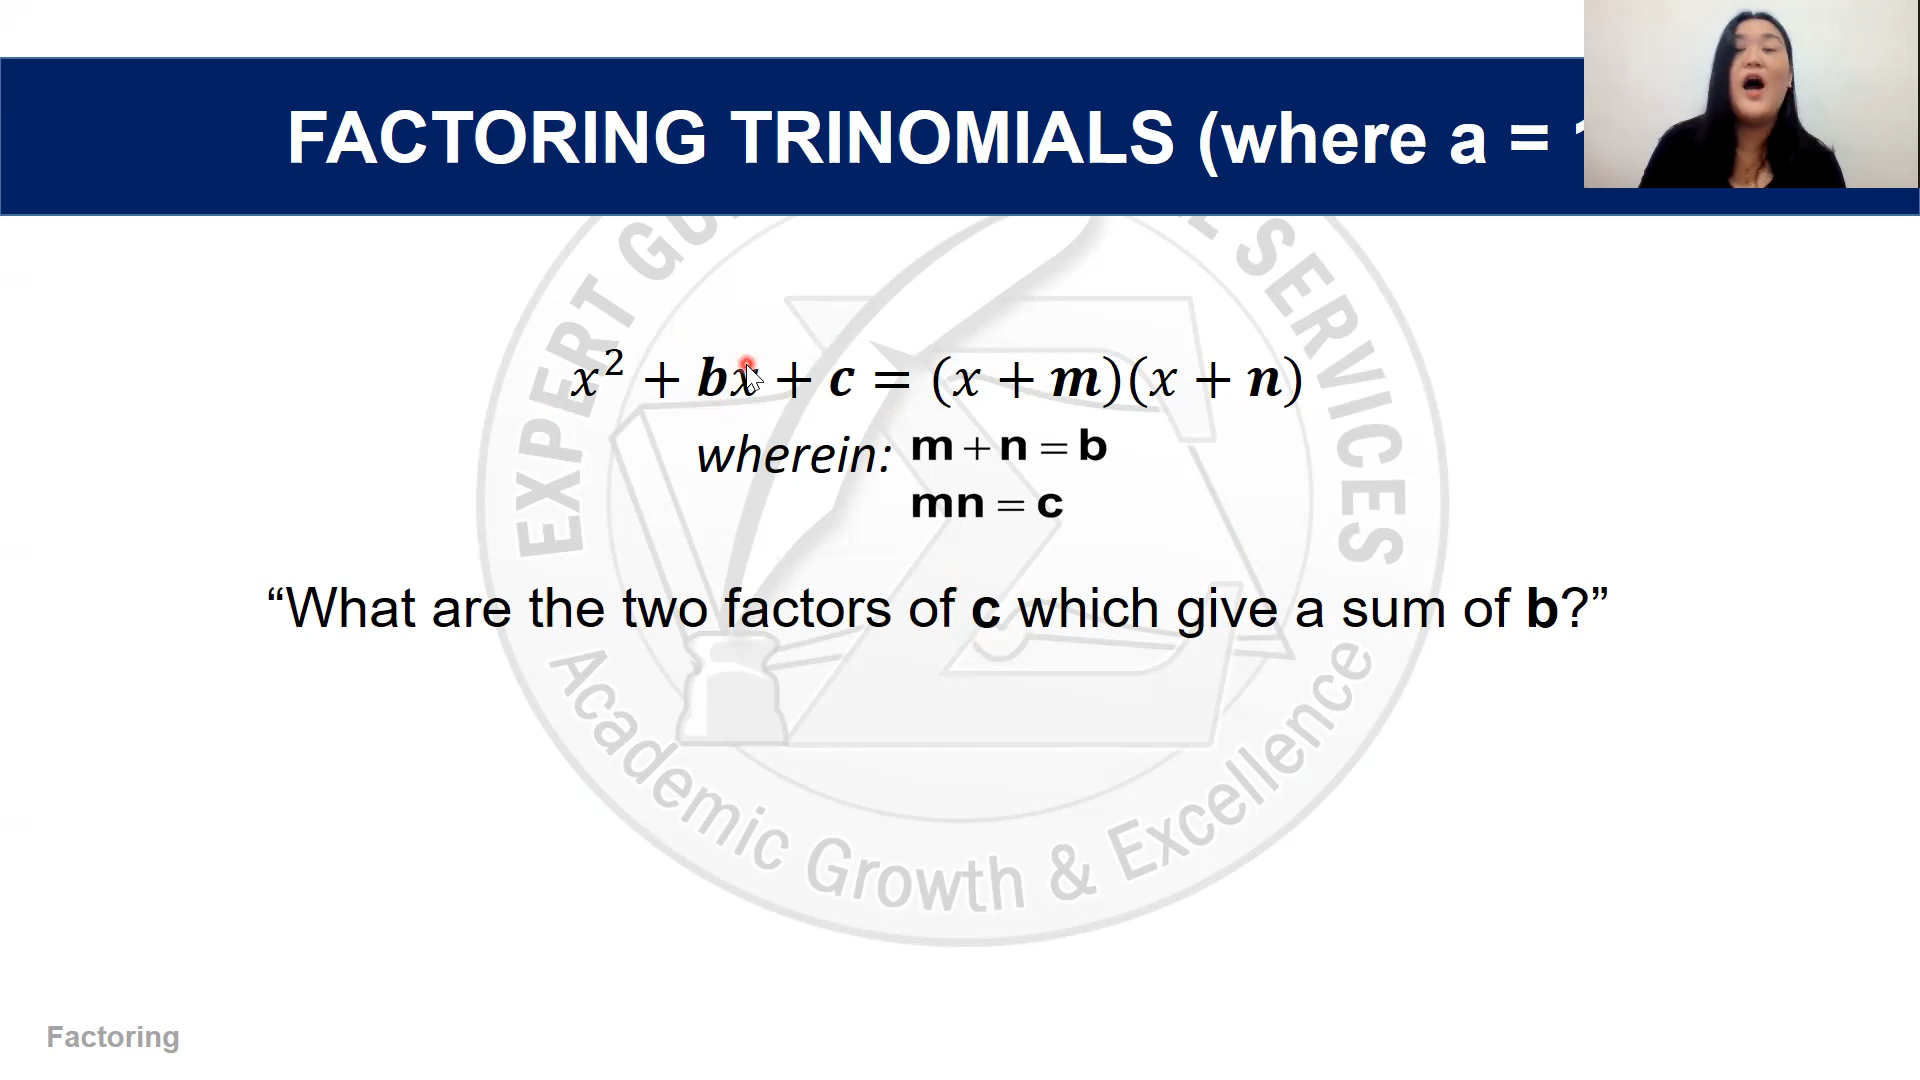 FACTORING TRINOMIALS (where a =
x² + bx + c = (x + m)(x + n)
wherein: m + n = b
mn = c
“What are the two factors of c which give a sum of b?”
EXPERT GU
E SERVICES
Academic Growth & Excellence
Factoring